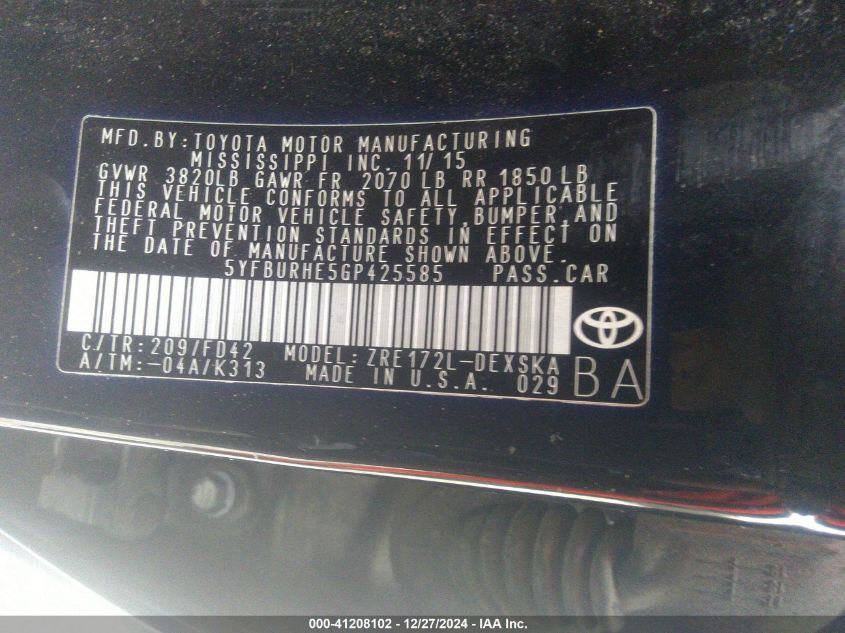 MFD.BY:TOYOTA MOTOR MANUFACTURING
MISSISSIPPI INC. 11/15
GVWR 3820LB GAWR FR 2070 LB RR 1850 LB
THIS VEHICLE CONFORMS TO ALL APPLICABLE
FEDERAL MOTOR VEHICLE SAFETY,BUMPER,AND
THEFT PREVENTION STANDARDS IN EFFECT ON
THE DATE OF MANUFACTURE SHOWN ABOVE.
5YFBURHE5GP425585 PASS.CAR
C/TR:209/FD42 MODEL:ZRE172L-DEXSKA
A/TM:-04A/K313 MADE IN U.S.A. 029 BA
000-41208102 - 12/27/2024 - IAA Inc.